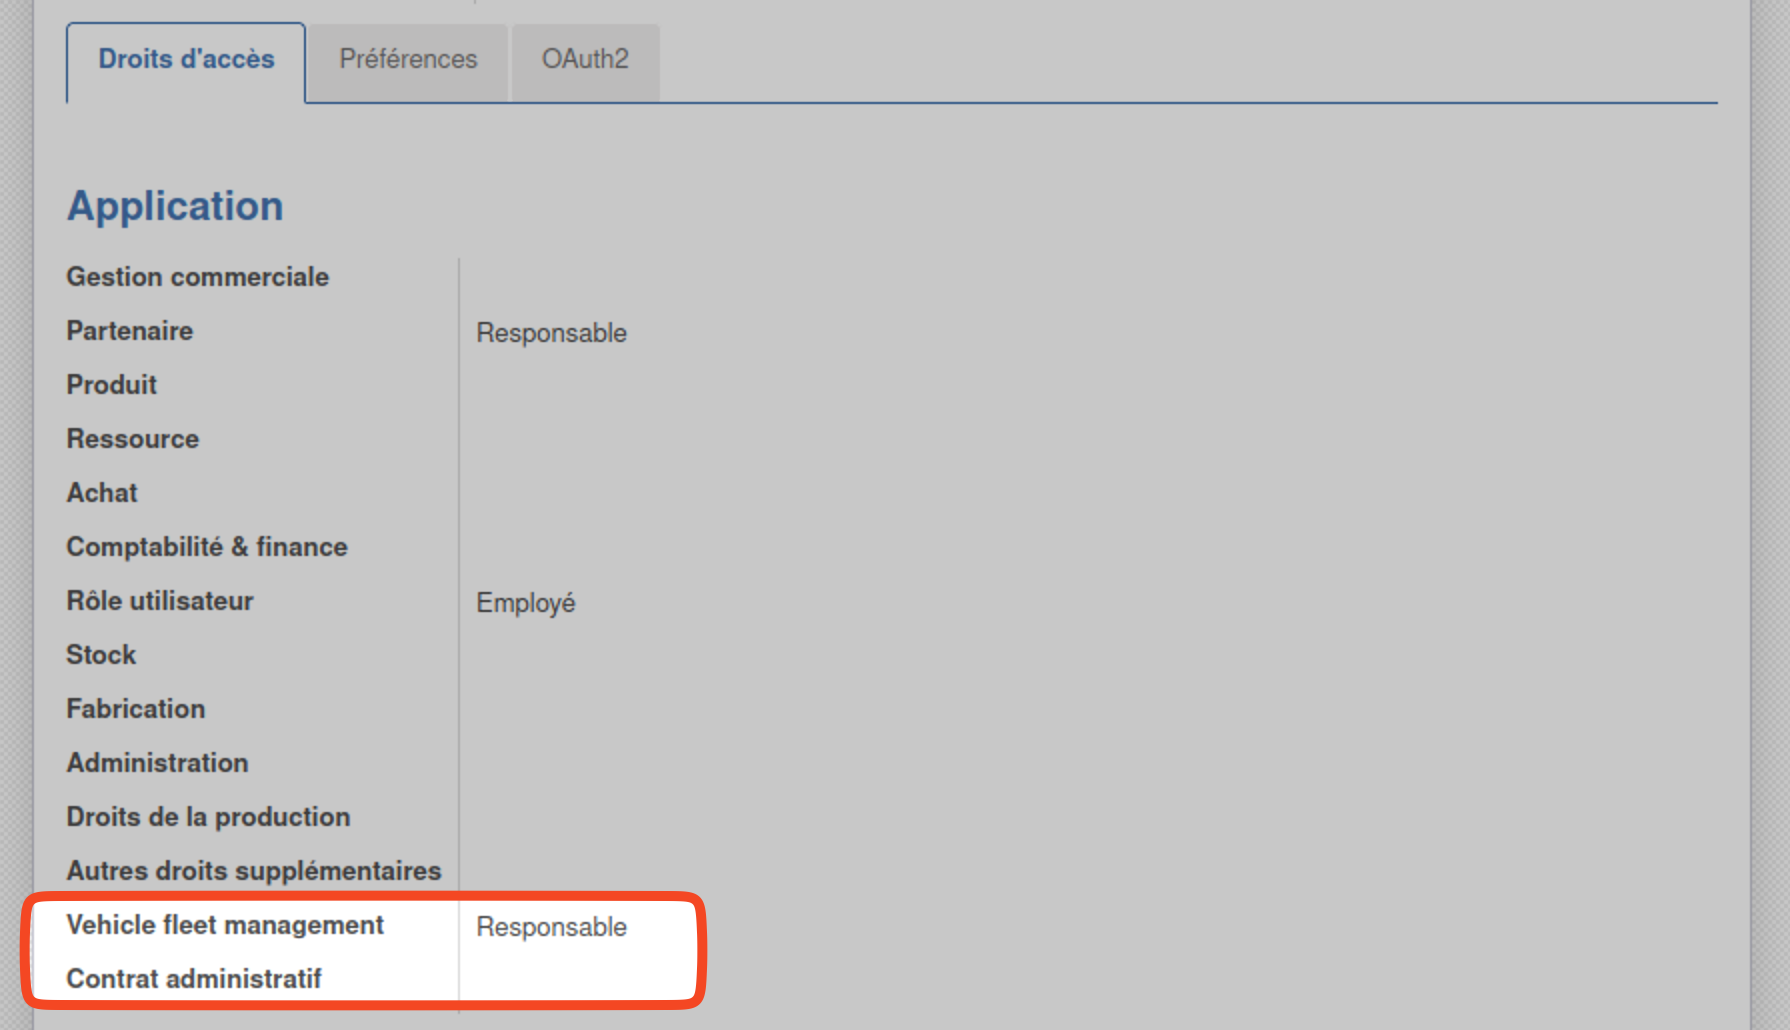 Droits d'accès Préférences OAuth2
Application
Gestion commerciale
Partenaire Responsable
Produit
Ressource
Achat
Comptabilité & finance
Rôle utilisateur Employé
Stock
Fabrication
Administration
Droits de la production
Autres droits supplémentaires
Vehicle fleet management Responsable
Contrat administratif